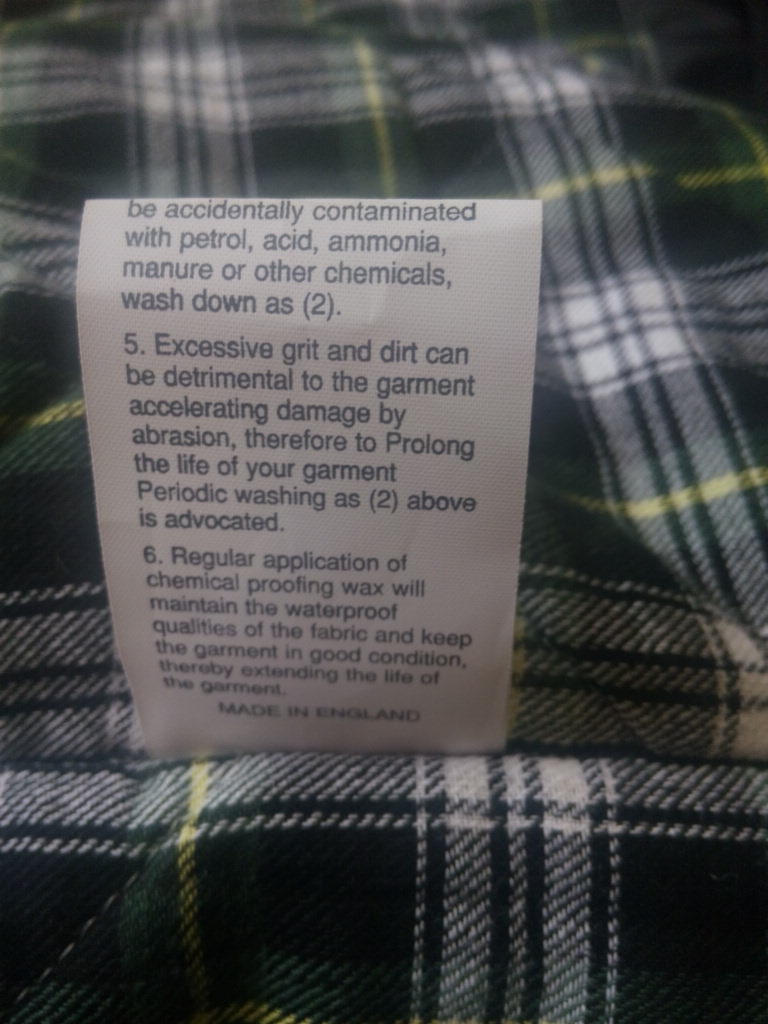 be accidentally contaminated
with petrol, acid, ammonia,
manure or other chemicals,
wash down as (2).
5. Excessive grit and dirt can
be detrimental to the garment
accelerating damage by
abrasion, therefore to Prolong
the life of your garment
Periodic washing as (2) above
is advocated.
6. Regular application of
chemical proofing wax will
maintain the waterproof
qualities of the fabric and keep
the garment in good condition,
thereby extending the life of
the garment.
MADE IN ENGLAND